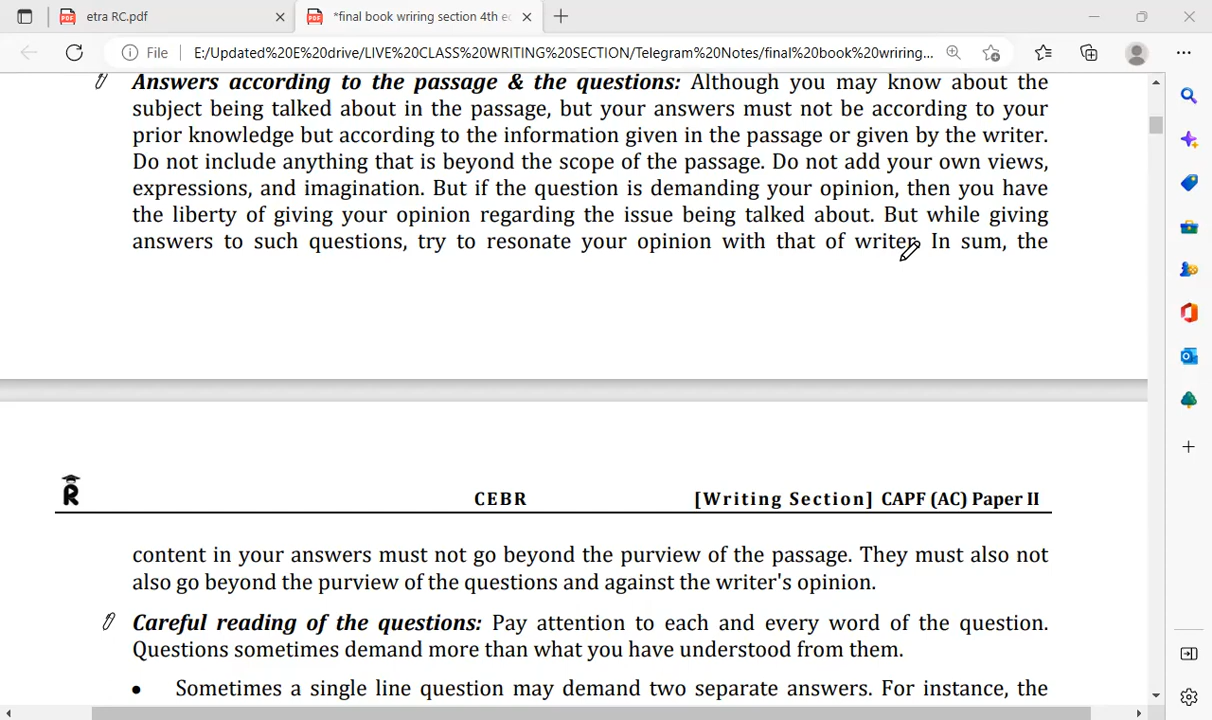 etra RC.pdf
*final book wriring section 4th ec
File
E:/Updated%20E%20drive/LIVE%20CLASS%20WRITING%20SECTION/Telegram%20Notes/final%20book%20wriring...
Answers according to the passage & the questions: Although you may know about the
subject being talked about in the passage, but your answers must not be according to your
prior knowledge but according to the information given in the passage or given by the writer.
Do not include anything that is beyond the scope of the passage. Do not add your own views,
expressions, and imagination. But if the question is demanding your opinion, then you have
the liberty of giving your opinion regarding the issue being talked about. But while giving
answers to such questions, try to resonate your opinion with that of writer. In sum, the
CEBR
[Writing Section] CAPF (AC) Paper II
content in your answers must not go beyond the purview of the passage. They must also not
also go beyond the purview of the questions and against the writer's opinion.
Careful reading of the questions: Pay attention to each and every word of the question.
Questions sometimes demand more than what you have understood from them.
• Sometimes a single line question may demand two separate answers. For instance, the